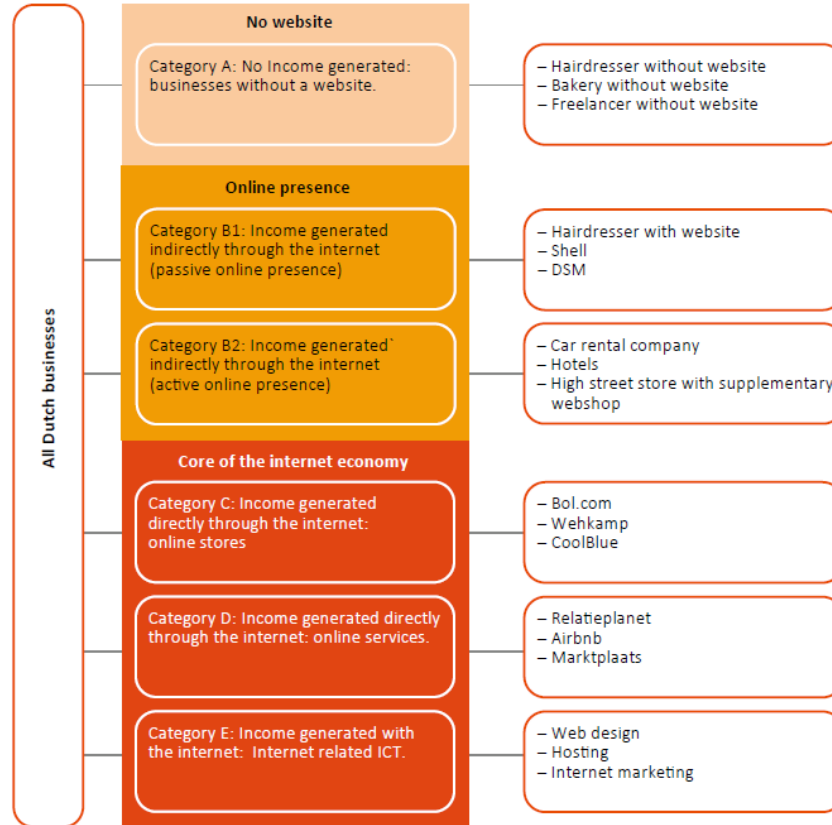 All Dutch businesses
No website
Category A: No Income generated:
businesses without a website.
– Hairdresser without website
– Bakery without website
– Freelancer without website
Online presence
Category B1: Income generated
indirectly through the internet
(passive online presence)
– Hairdresser with website
– Shell
– DSM
Category B2: Income generated`
indirectly through the internet
(active online presence)
– Car rental company
– Hotels
– High street store with supplementary
webshop
Core of the internet economy
Category C: Income generated
directly through the internet:
online stores
– Bol.com
– Wehkamp
– CoolBlue
Category D: Income generated directly
through the internet: online services.
– Relatieplanet
– Airbnb
– Marktplaats
Category E: Income generated with
the internet: Internet related ICT.
– Web design
– Hosting
– Internet marketing